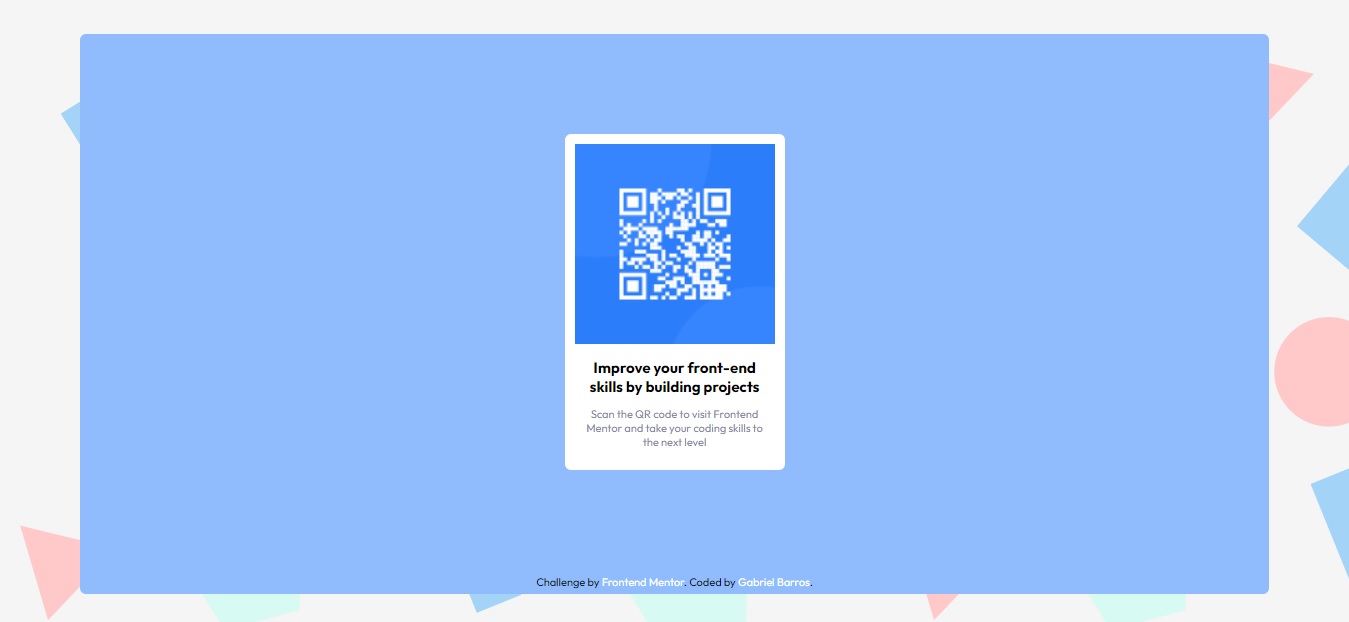 Improve your front-end
skills by building projects
Scan the QR code to visit Frontend
Mentor and take your coding skills to
the next level
Challenge by Frontend Mentor. Coded by Gabriel Barros.